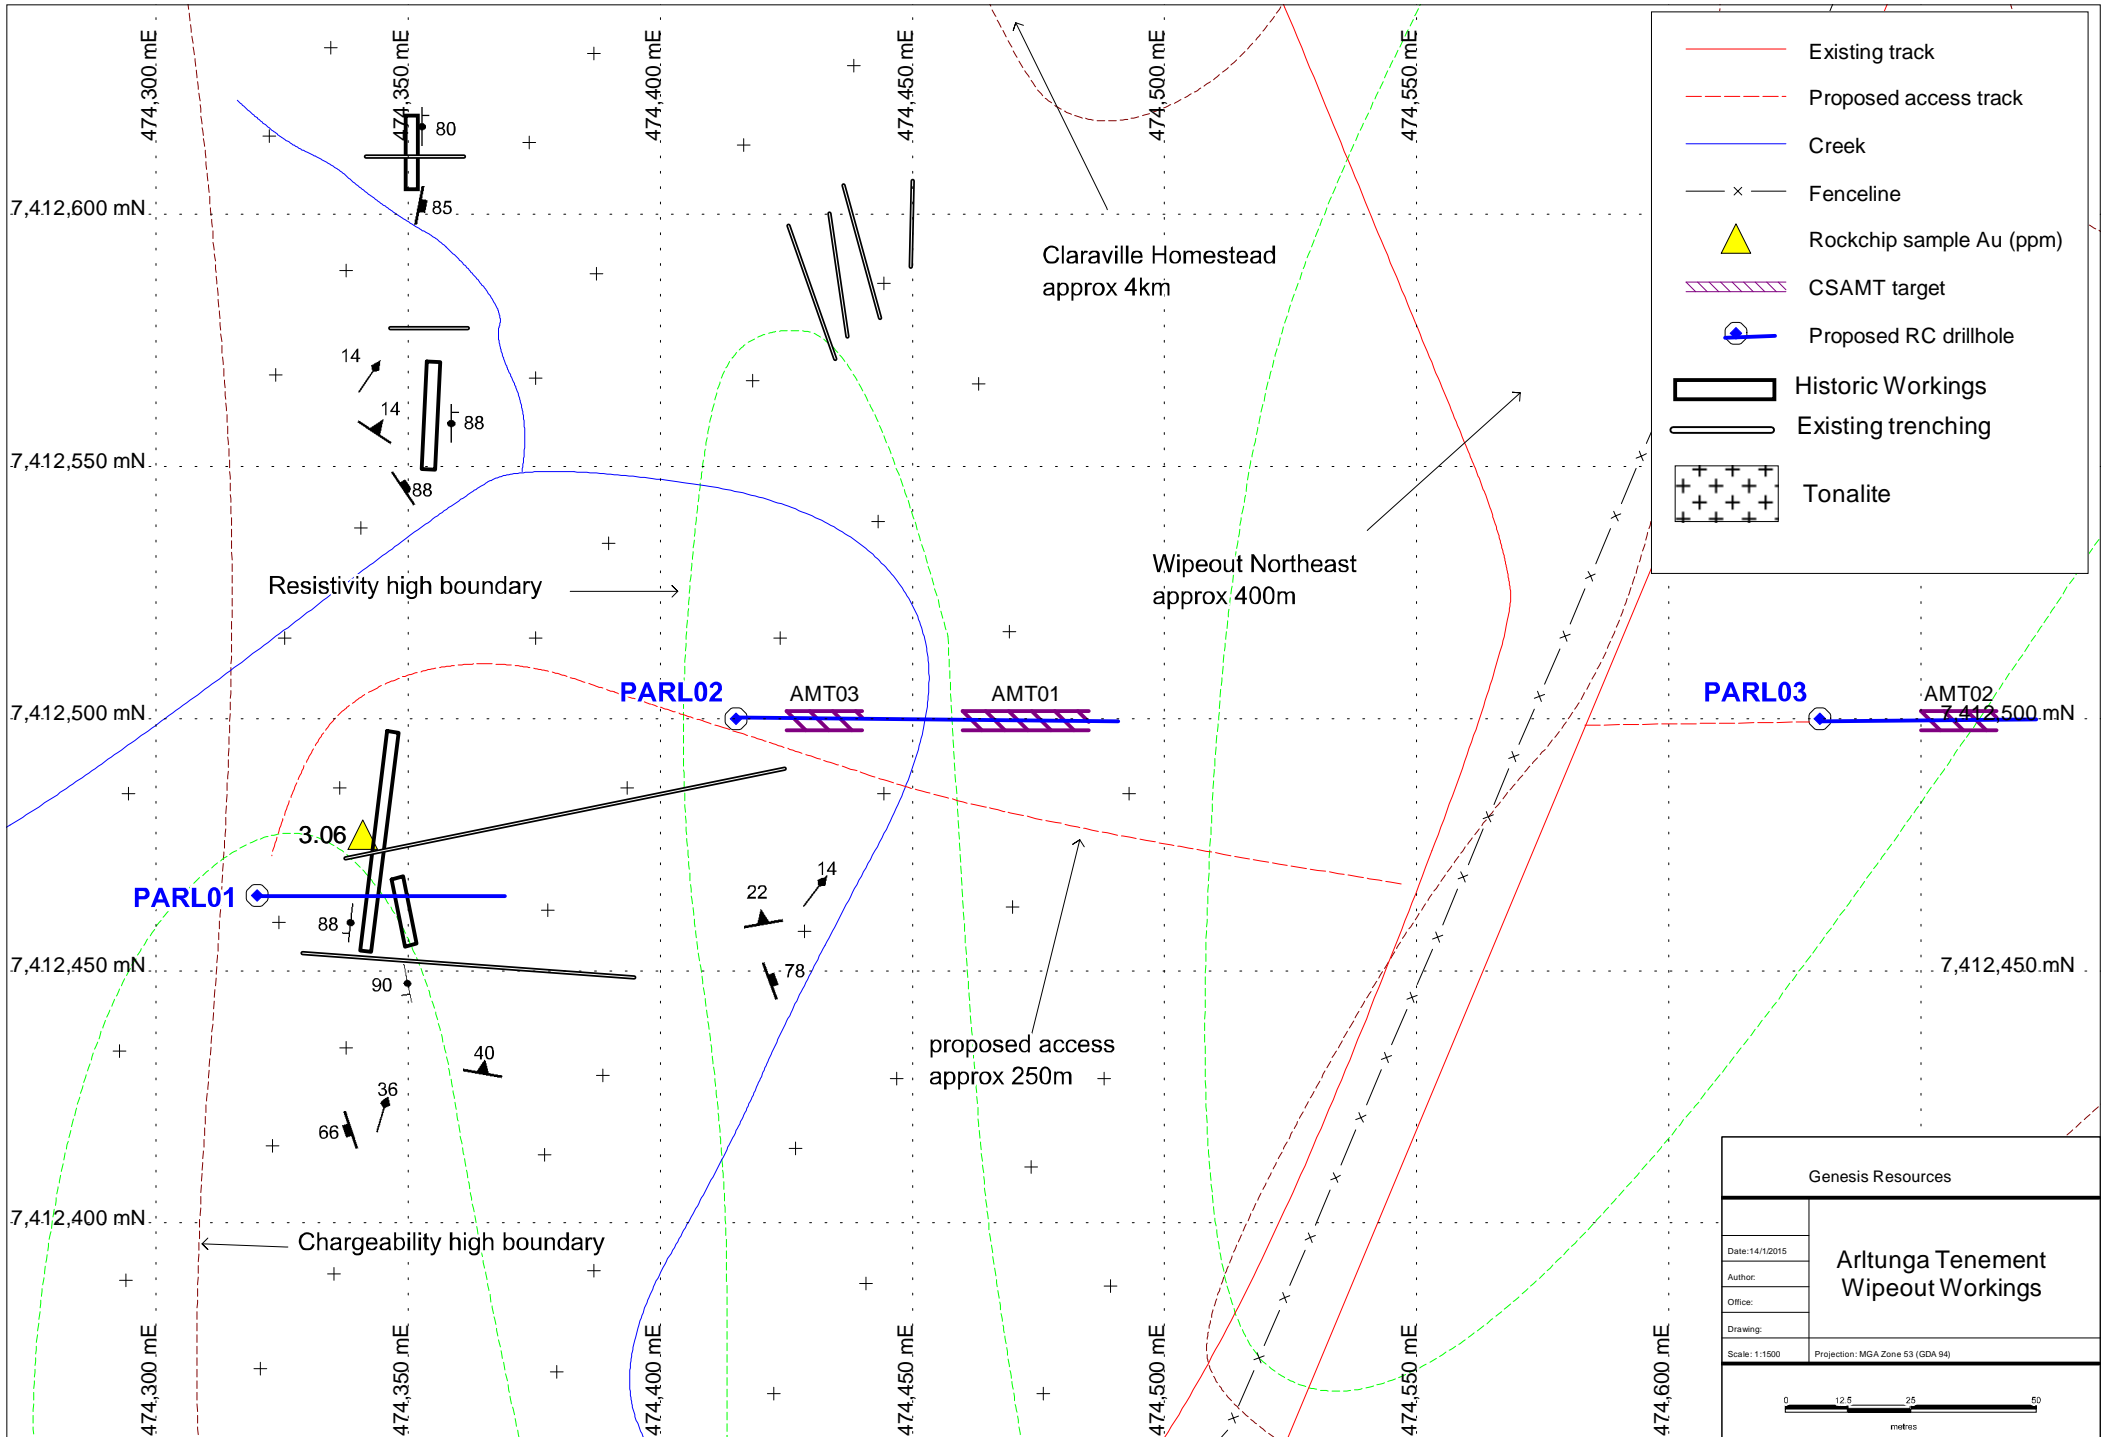 474,300 mE
474,350 mE
474,400 mE
474,450 mE
474,500 mE
474,550 mE
Existing track
Proposed access track
Creek
Fenceline
Rockchip sample Au (ppm)
CSAMT target
Proposed RC drillhole
Historic Workings
Existing trenching
Tonalite
80
7,412,600 mN
85
Claraville Homestead
approx 4km
14
14
88
7,412,550 mN
88
Resistivity high boundary
Wipeout Northeast
approx 400m
PARL02
AMT03
AMT01
PARL03
AMT02
7,412,500 mN
7,412,500 mN
3.06
PARL01
14
22
88
7,412,450 mN
78
7,412,450 mN
90
proposed access
approx 250m
40
36
66
7,412,400 mN
Chargeability high boundary
Genesis Resources
Arltunga Tenement
Wipeout Workings
Date:14/1/2015
Author:
Office:
Drawing:
Scale: 1:1500
Projection: MGA Zone 53 (GDA 94)
0 12.5 25 50
metres
474,300 mE
474,350 mE
474,400 mE
474,450 mE
474,500 mE
474,550 mE
474,600 mE